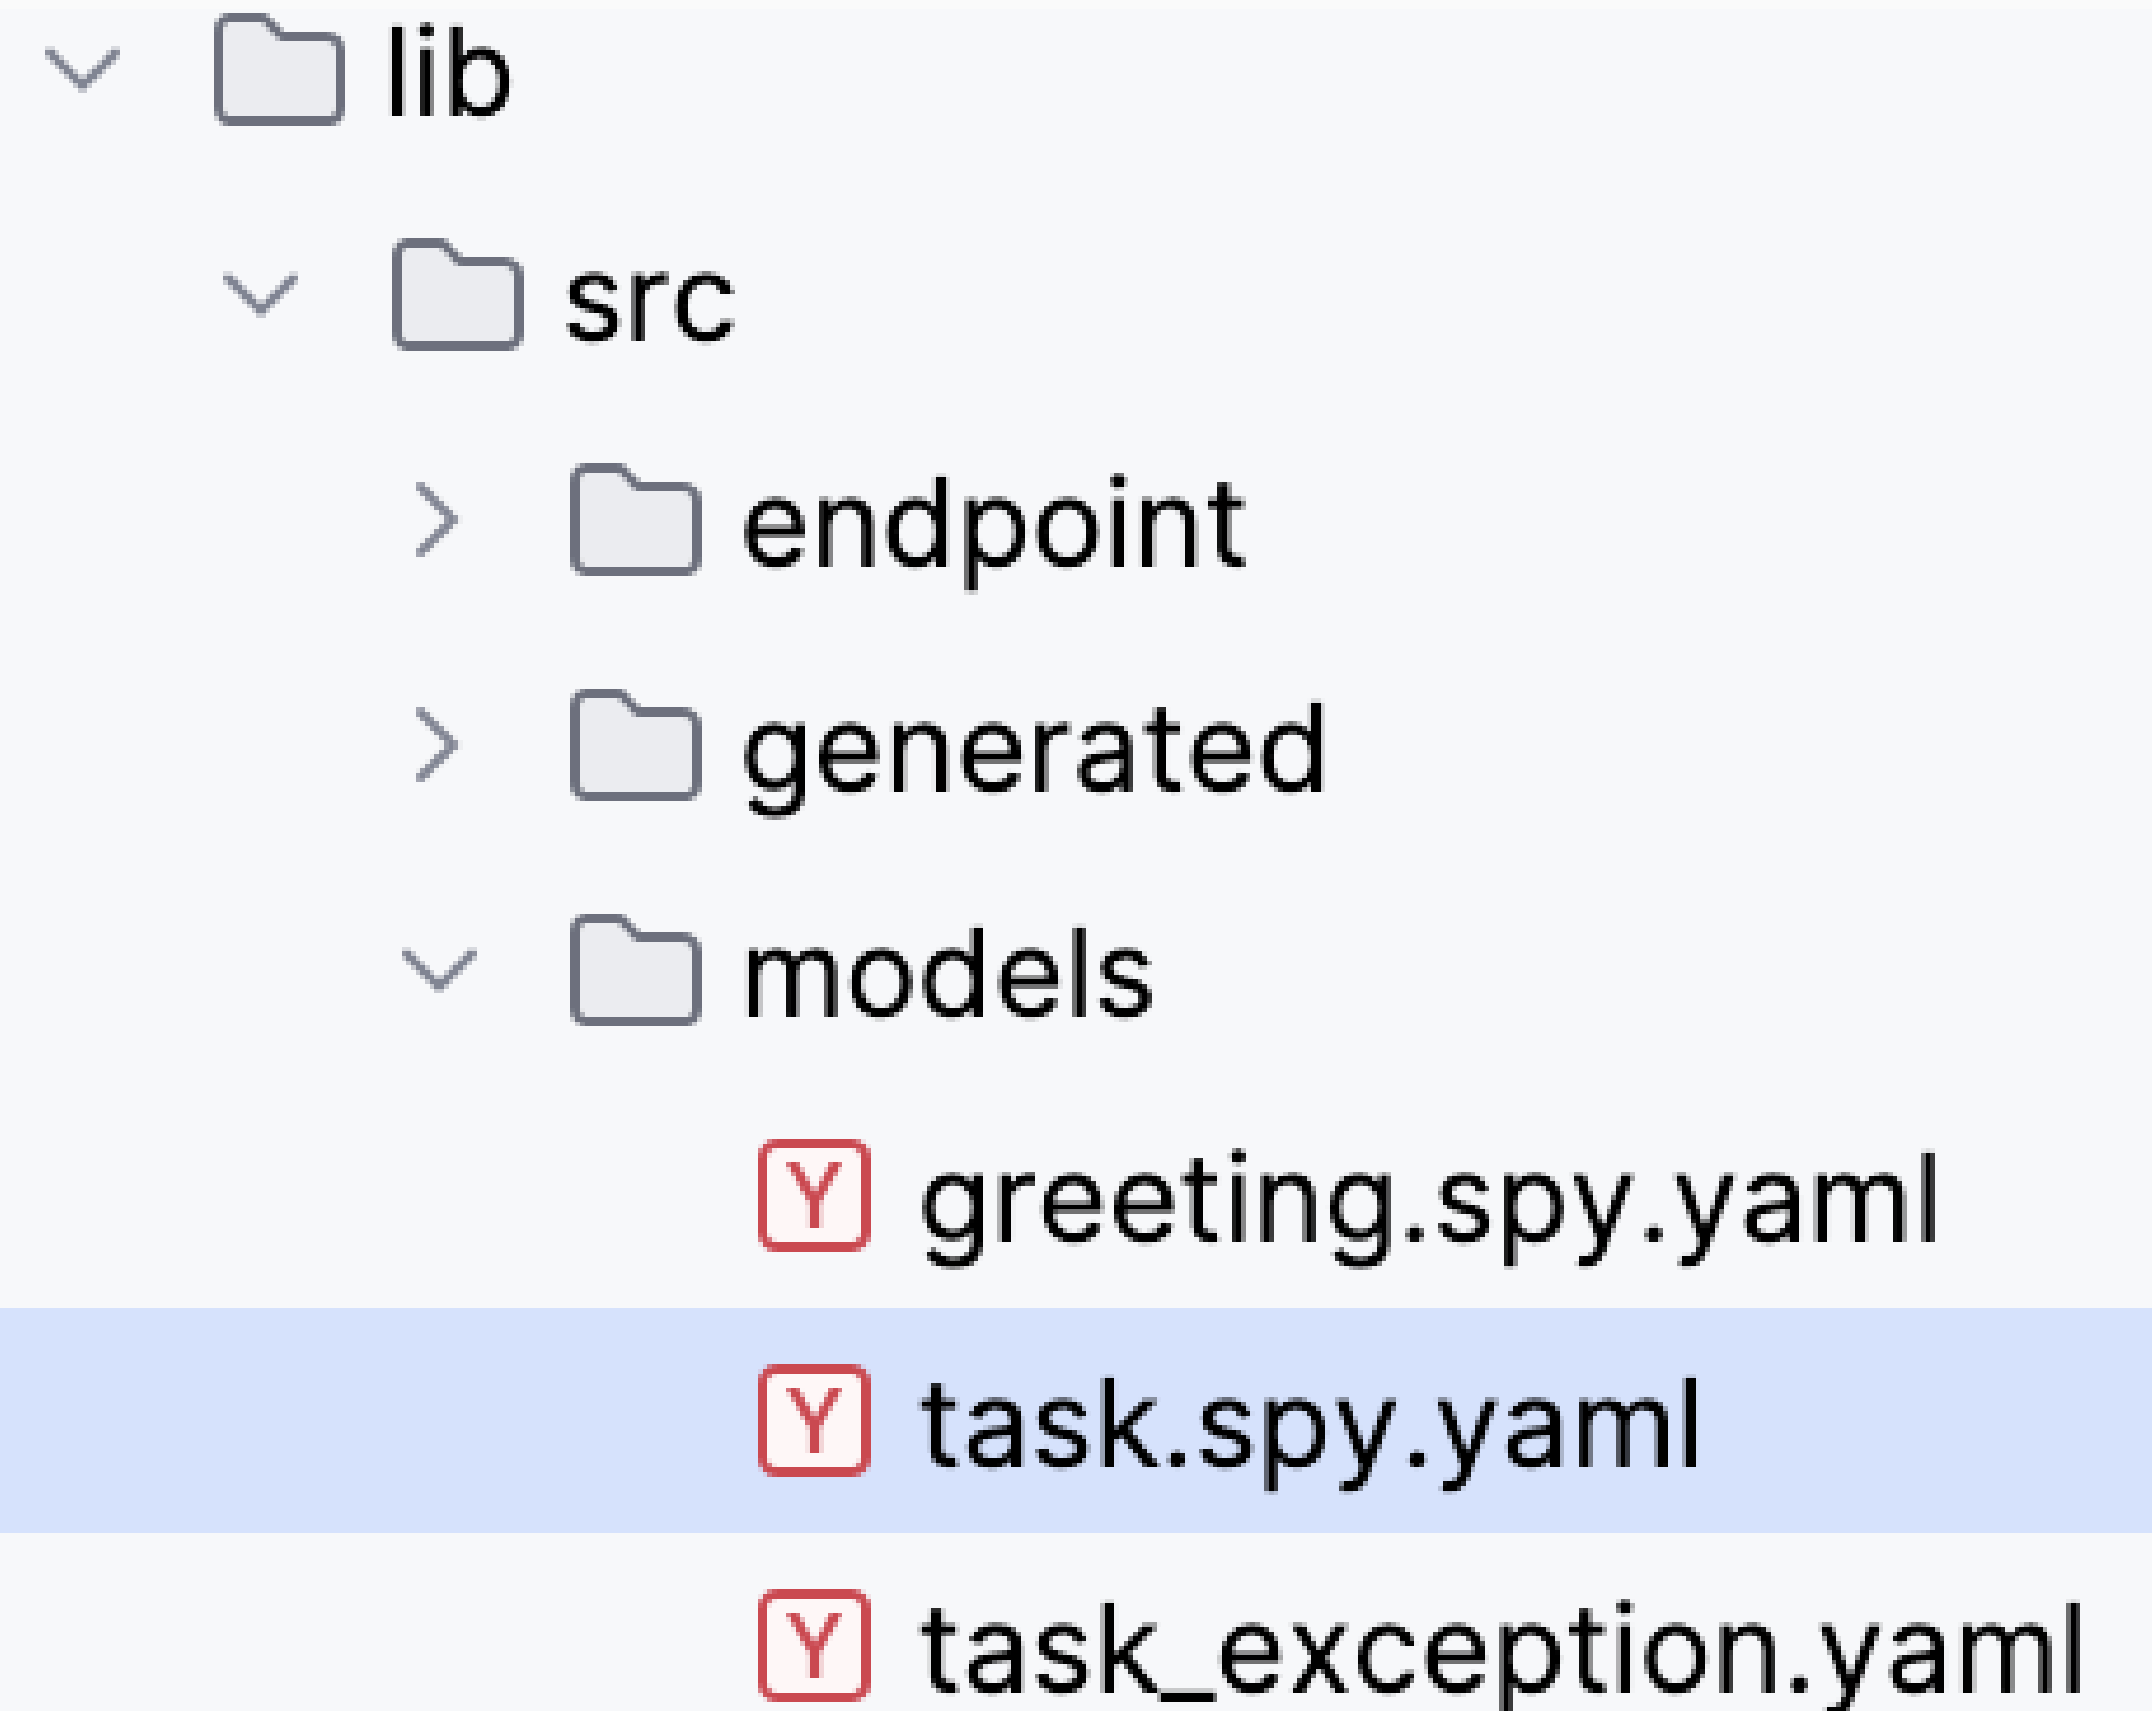 lib
src
endpoint
generated
models
Y greeting.spy.yaml
Y task.spy.yaml
Y task_exception.yaml